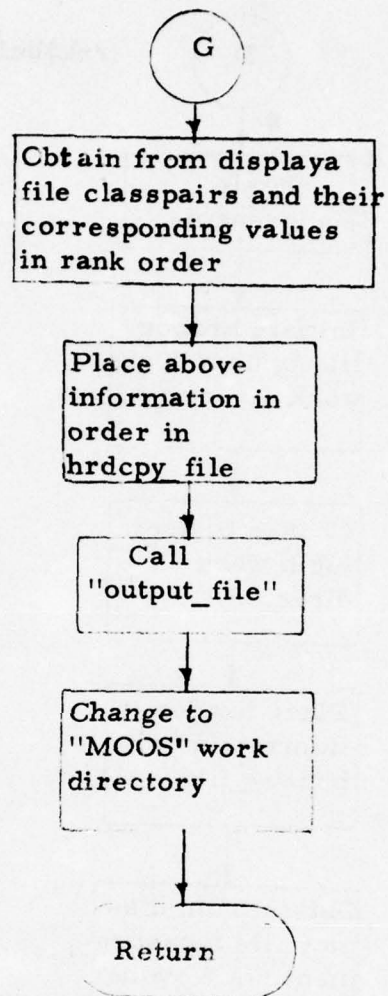 G
Obtain from displaya
file classpairs and their
corresponding values
in rank order
Place above
information in
order in
hrdcpy_file
Call
"output_file"
Change to
"MOOS" work
directory
Return